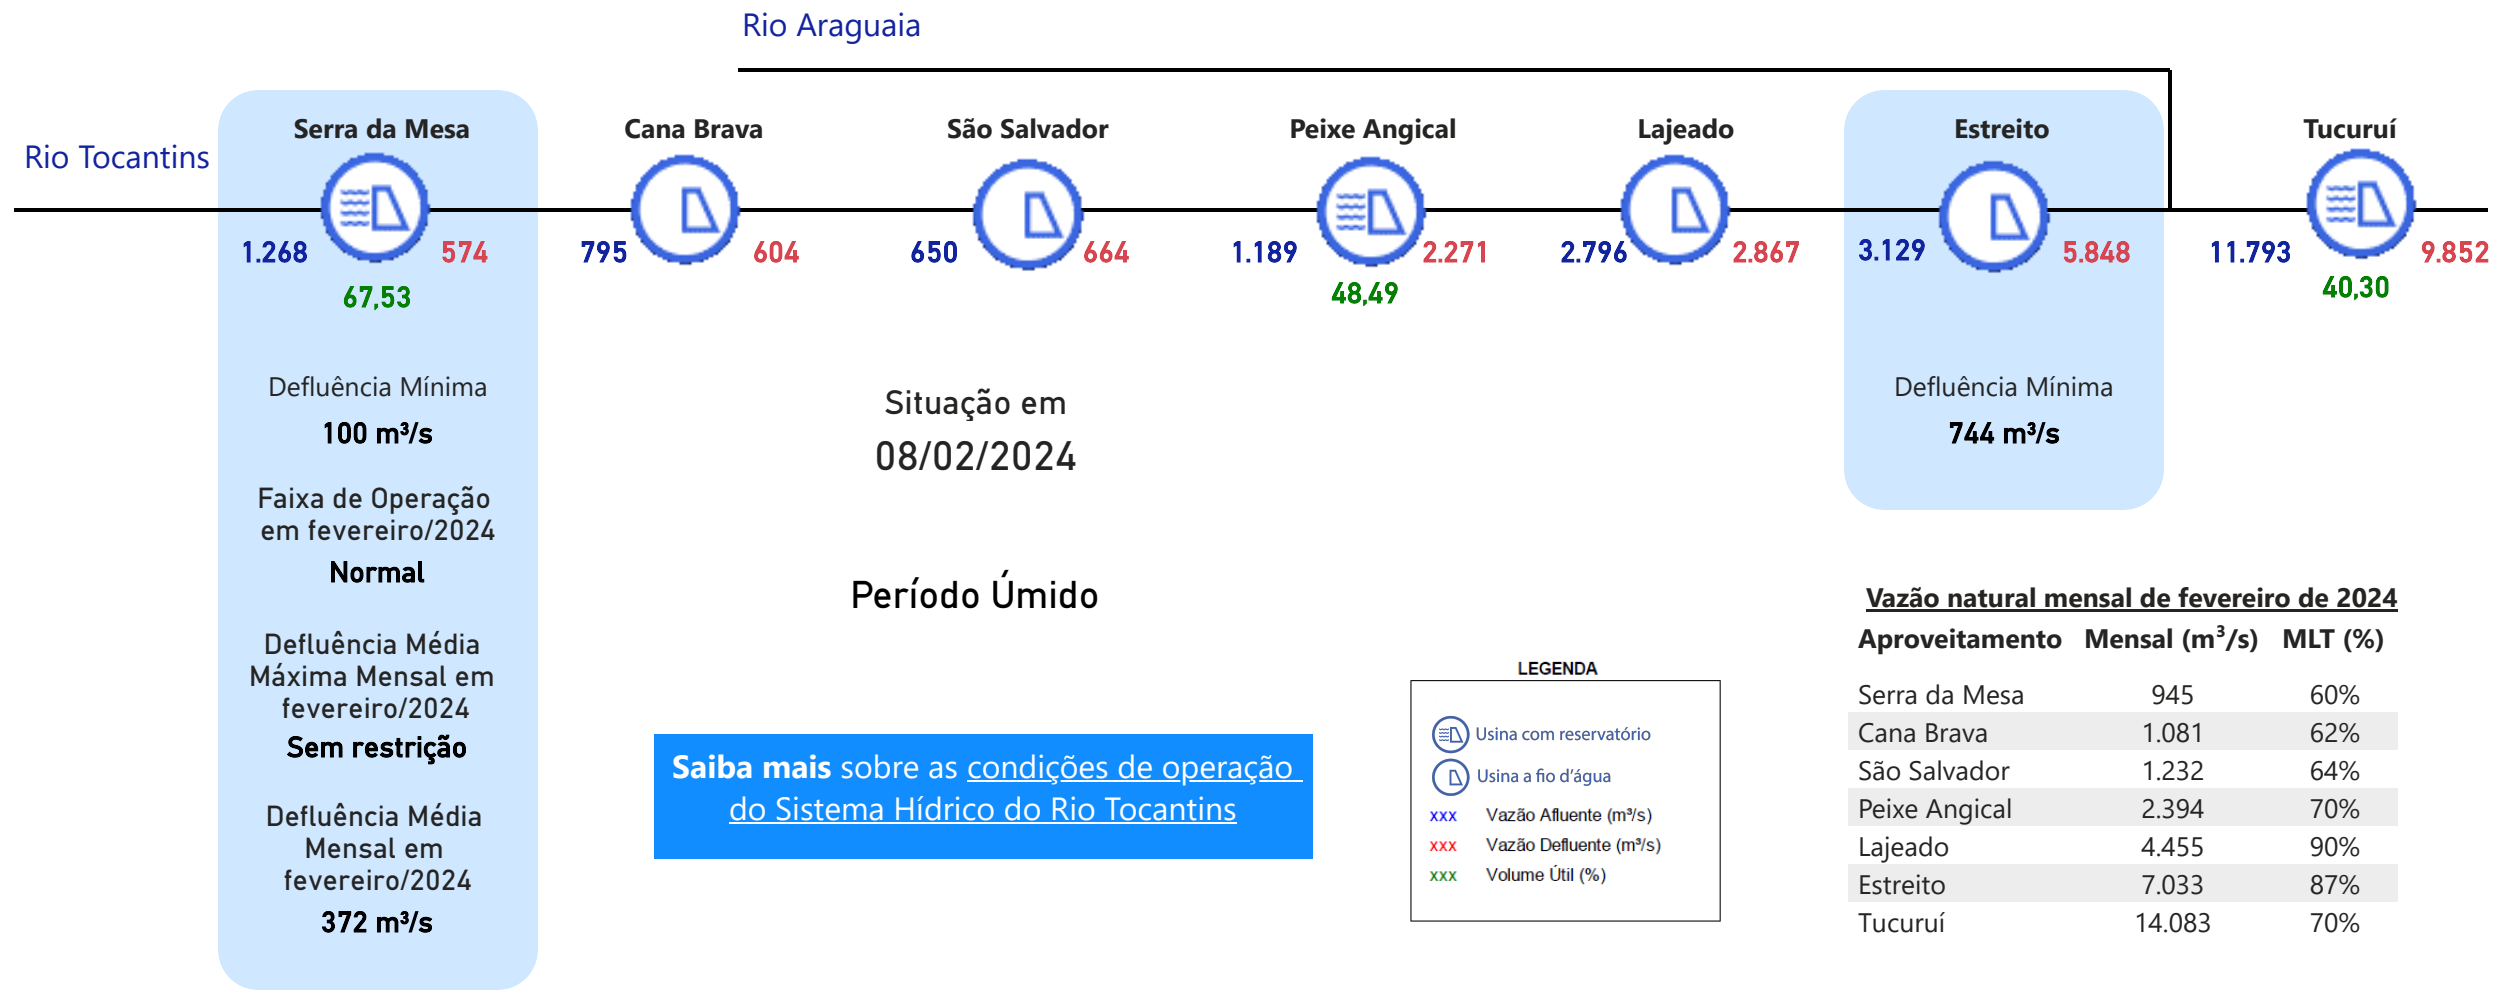 Rio Araguaia
Rio Tocantins
Serra da Mesa
Cana Brava
São Salvador
Peixe Angical
Lajeado
Estreito
Tucuruí
1.268 574
795 604
650 664
1.189 2.271
2.796 2.867
3.129 5.848
11.793 9.852
67,53
48,49
40,30
Defluência Mínima
100 m³/s
Faixa de Operação
em fevereiro/2024
Normal
Defluência Média
Máxima Mensal em
fevereiro/2024
Sem restrição
Defluência Média
Mensal em
fevereiro/2024
372 m³/s
Situação em
08/02/2024
Período Úmido
Saiba mais sobre as condições de operação
do Sistema Hídrico do Rio Tocantins
Defluência Mínima
744 m³/s
LEGENDA
Usina com reservatório
Usina a fio d'água
xxx Vazão Afluente (m³/s)
xxx Vazão Defluente (m³/s)
xxx Volume Útil (%)
Vazão natural mensal de fevereiro de 2024
Aproveitamento Mensal (m³/s) MLT (%)
Serra da Mesa 945 60%
Cana Brava 1.081 62%
São Salvador 1.232 64%
Peixe Angical 2.394 70%
Lajeado 4.455 90%
Estreito 7.033 87%
Tucuruí 14.083 70%